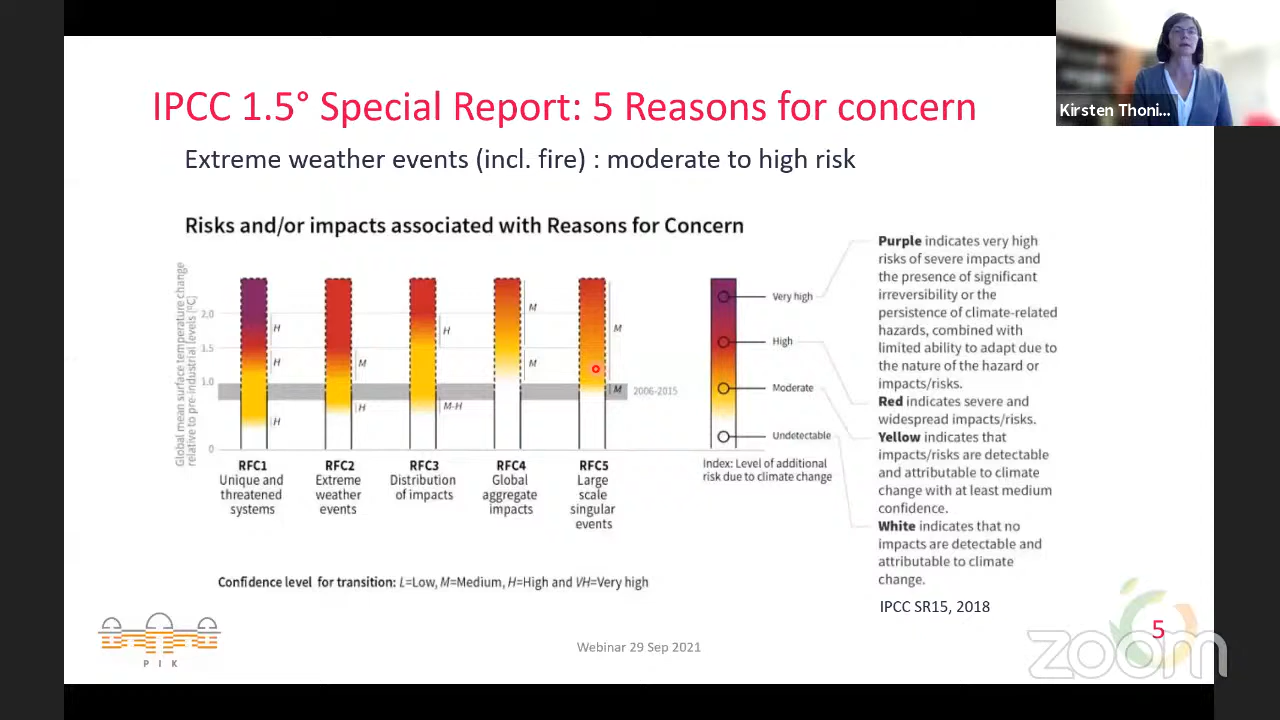 IPCC 1.5° Special Report: 5 Reasons for concern
Kirsten Thoni...
Extreme weather events (incl. fire) : moderate to high risk
Risks and/or impacts associated with Reasons for Concern
Global mean surface temperature change
relative to pre-industrial levels (°C)
2.0
1.5
1.0
0
H
H
H
M
H
H
M-H
M
M
M
M
2006-2015
RFC1
Unique and
threatened
systems
RFC2
Extreme
weather
events
RFC3
Distribution
of impacts
RFC4
Global
aggregate
impacts
RFC5
Large
scale
singular
events
Very high
High
Moderate
Undetectable
Index: Level of additional
risk due to climate change
Purple indicates very high
risks of severe impacts and
the presence of significant
irreversibility or the
persistence of climate-related
hazards, combined with
limited ability to adapt due to
the nature of the hazard or
impacts/risks.
Red indicates severe and
widespread impacts/risks.
Yellow indicates that
impacts/risks are detectable
and attributable to climate
change with at least medium
confidence.
White indicates that no
impacts are detectable and
attributable to climate
change.
Confidence level for transition: L=Low, M=Medium, H=High and VH=Very high
IPCC SR15, 2018
PIK
Webinar 29 Sep 2021
5
zoom